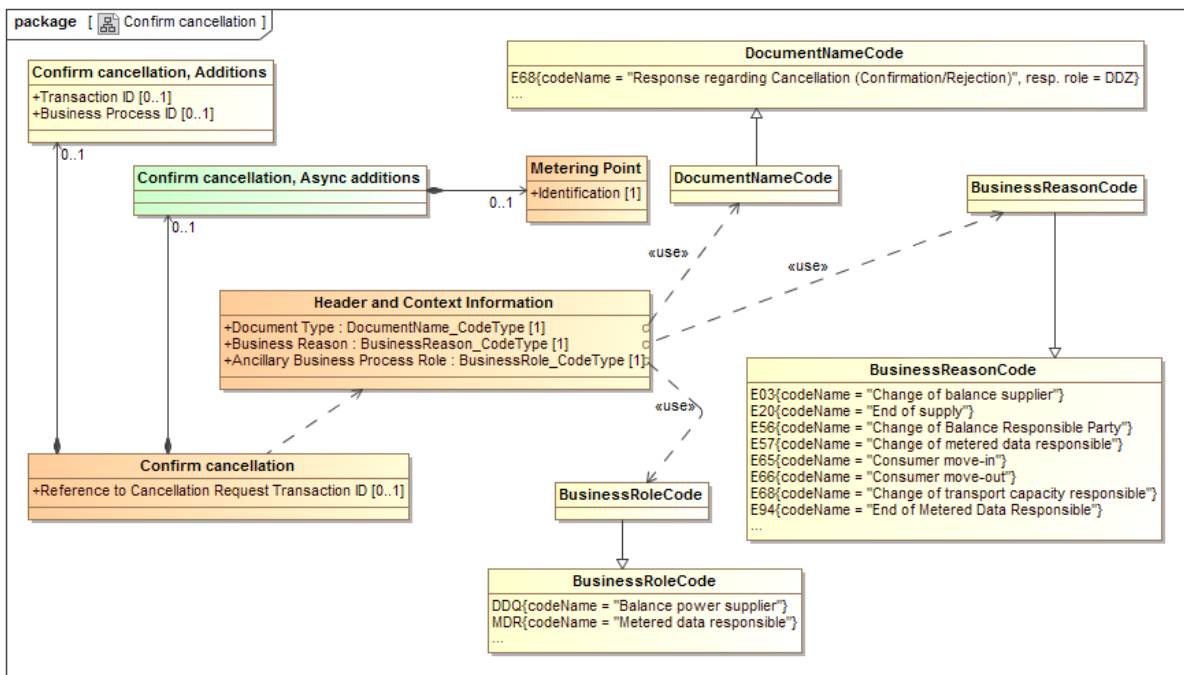 package [ Confirm cancellation ]
DocumentNameCode
E68{codeName = "Response regarding Cancellation (Confirmation/Rejection)", resp. role = DDZ}
...
Confirm cancellation, Additions
+Transaction ID [0..1]
+Business Process ID [0..1]
0..1
Confirm cancellation, Async additions
0..1
0..1
Metering Point
+Identification [1]
DocumentNameCode
BusinessReasonCode
«use»
«use»
Header and Context Information
+Document Type : DocumentName_CodeType [1]
+Business Reason : BusinessReason_CodeType [1]
+Ancillary Business Process Role : BusinessRole_CodeType [1]
«use»
BusinessReasonCode
E03{codeName = "Change of balance supplier"}
E20{codeName = "End of supply"}
E56{codeName = "Change of Balance Responsible Party"}
E57{codeName = "Change of metered data responsible"}
E65{codeName = "Consumer move-in"}
E66{codeName = "Consumer move-out"}
E68{codeName = "Change of transport capacity responsible"}
E94{codeName = "End of Metered Data Responsible"}
...
Confirm cancellation
+Reference to Cancellation Request Transaction ID [0..1]
BusinessRoleCode
BusinessRoleCode
DDQ{codeName = "Balance power supplier"}
MDR{codeName = "Metered data responsible"}
...